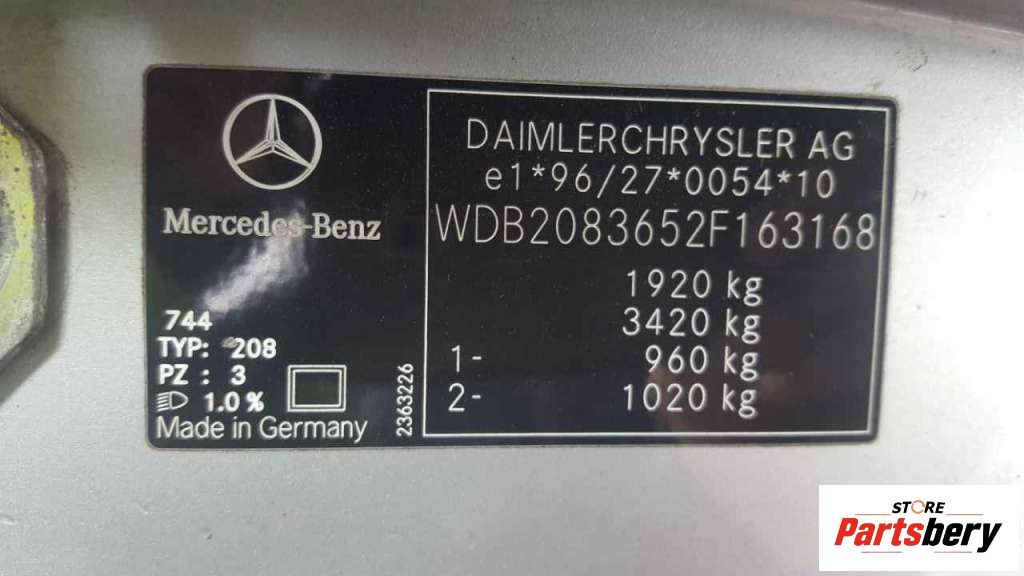 Mercedes-Benz
744
TYP: 208
PZ : 3
1.0 %
Made in Germany
2363226
DAIMLERCHRYSLER AG
e1*96/27*0054*10
WDB2083652F163168
1920 kg
3420 kg
1- 960 kg
2- 1020 kg
STORE
Partsbery